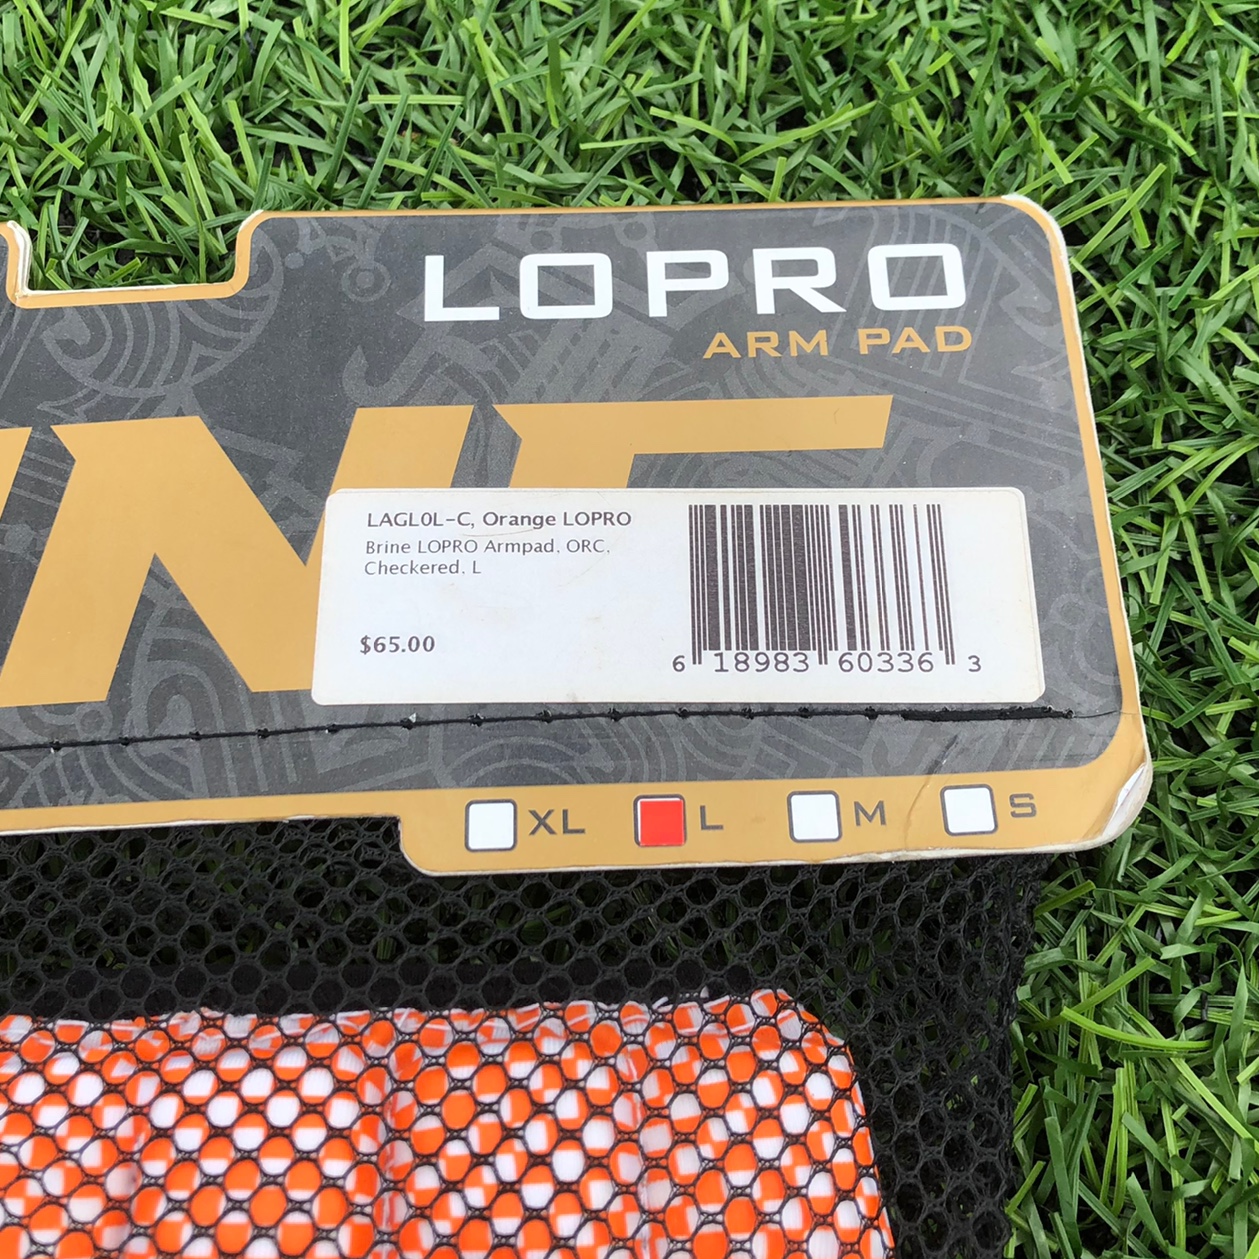 LOPRO
ARM PAD
LAGL0L-C, Orange LOPRO
Brine LOPRO Armpad, ORC,
Checkered, L
$65.00
6 18983 60336 3
XL L M S